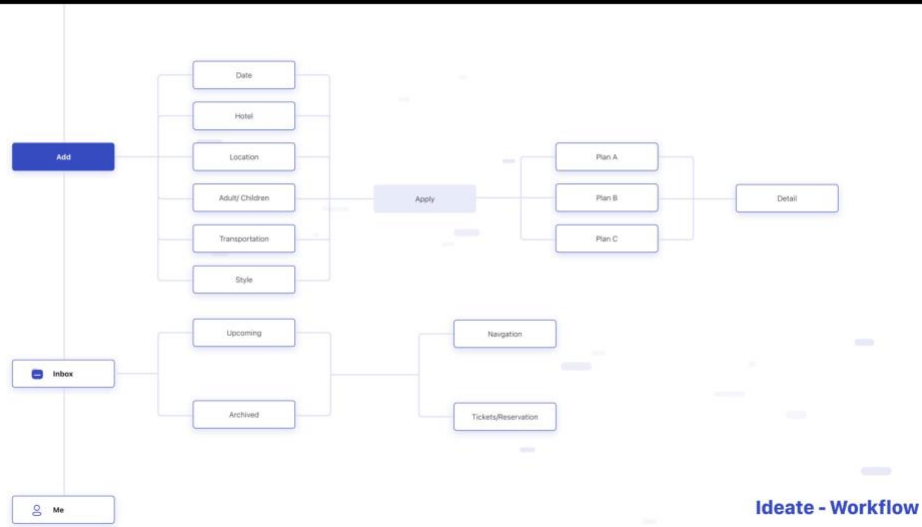 Add
Date
Hotel
Location
Adult/ Children
Transportation
Style
Apply
Plan A
Plan B
Plan C
Detail
Inbox
Upcoming
Archived
Navgation
Tickets/Reservation
Me
Ideate - Workflow